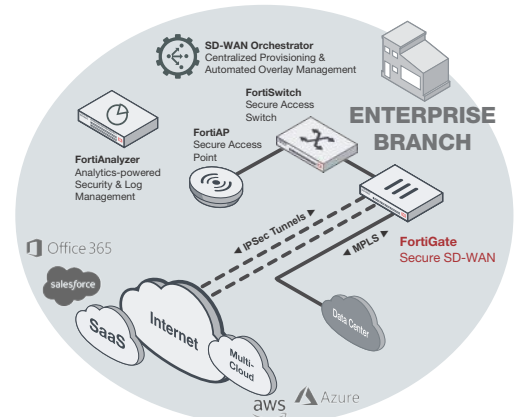 SD-WAN Orchestrator
Centralized Provisioning &
Automated Overlay Management
FortiSwitch
Secure Access
Switch
ENTERPRISE
BRANCH
FortiAP
Secure Access
Point
FortiAnalyzer
Analytics-powered
Security & Log
Management
◄ IPSec Tunnels ►
◄ MPLS ►
FortiGate
Secure SD-WAN
Office 365
salesforce
SaaS
Internet
Multi-
Cloud
Data Center
aws
Azure